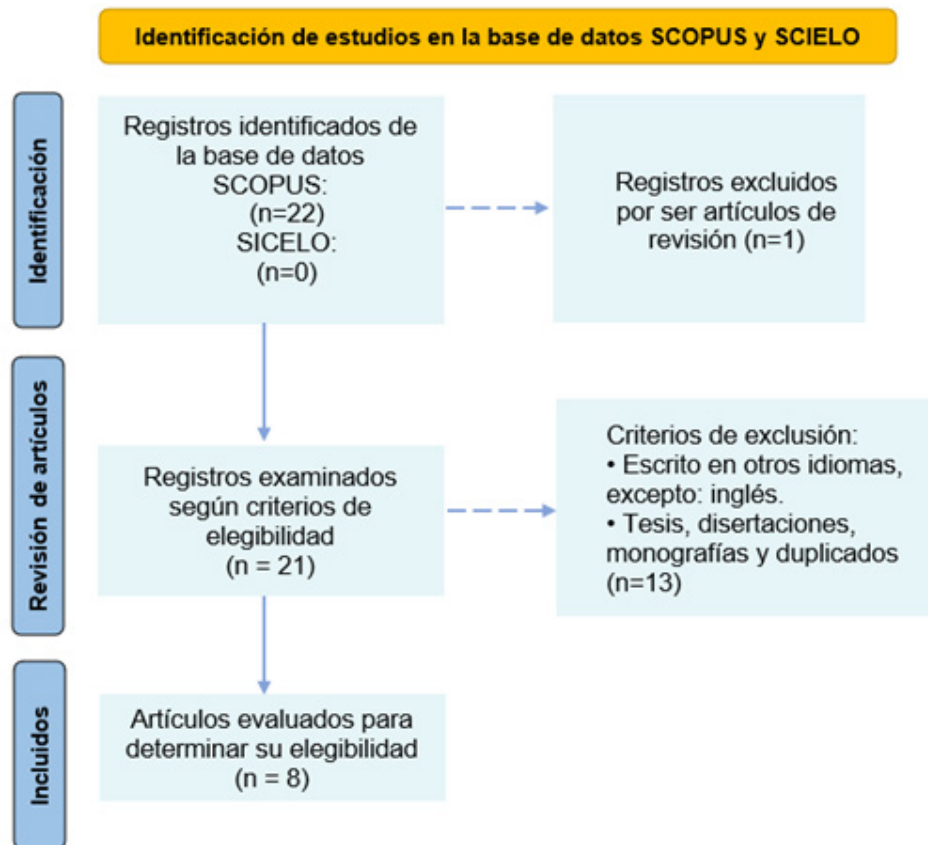 Identificación de estudios en la base de datos SCOPUS y SCIELO
Identificación
Registros identificados de
la base de datos
SCOPUS:
(n=22)
SICELO:
(n=0)
Registros excluidos
por ser artículos de
revisión (n=1)
Revisión de artículos
Registros examinados
según criterios de
elegibilidad
(n = 21)
Criterios de exclusión:
• Escrito en otros idiomas,
excepto: inglés.
• Tesis, disertaciones,
monografías y duplicados
(n=13)
Incluidos
Artículos evaluados para
determinar su elegibilidad
(n = 8)